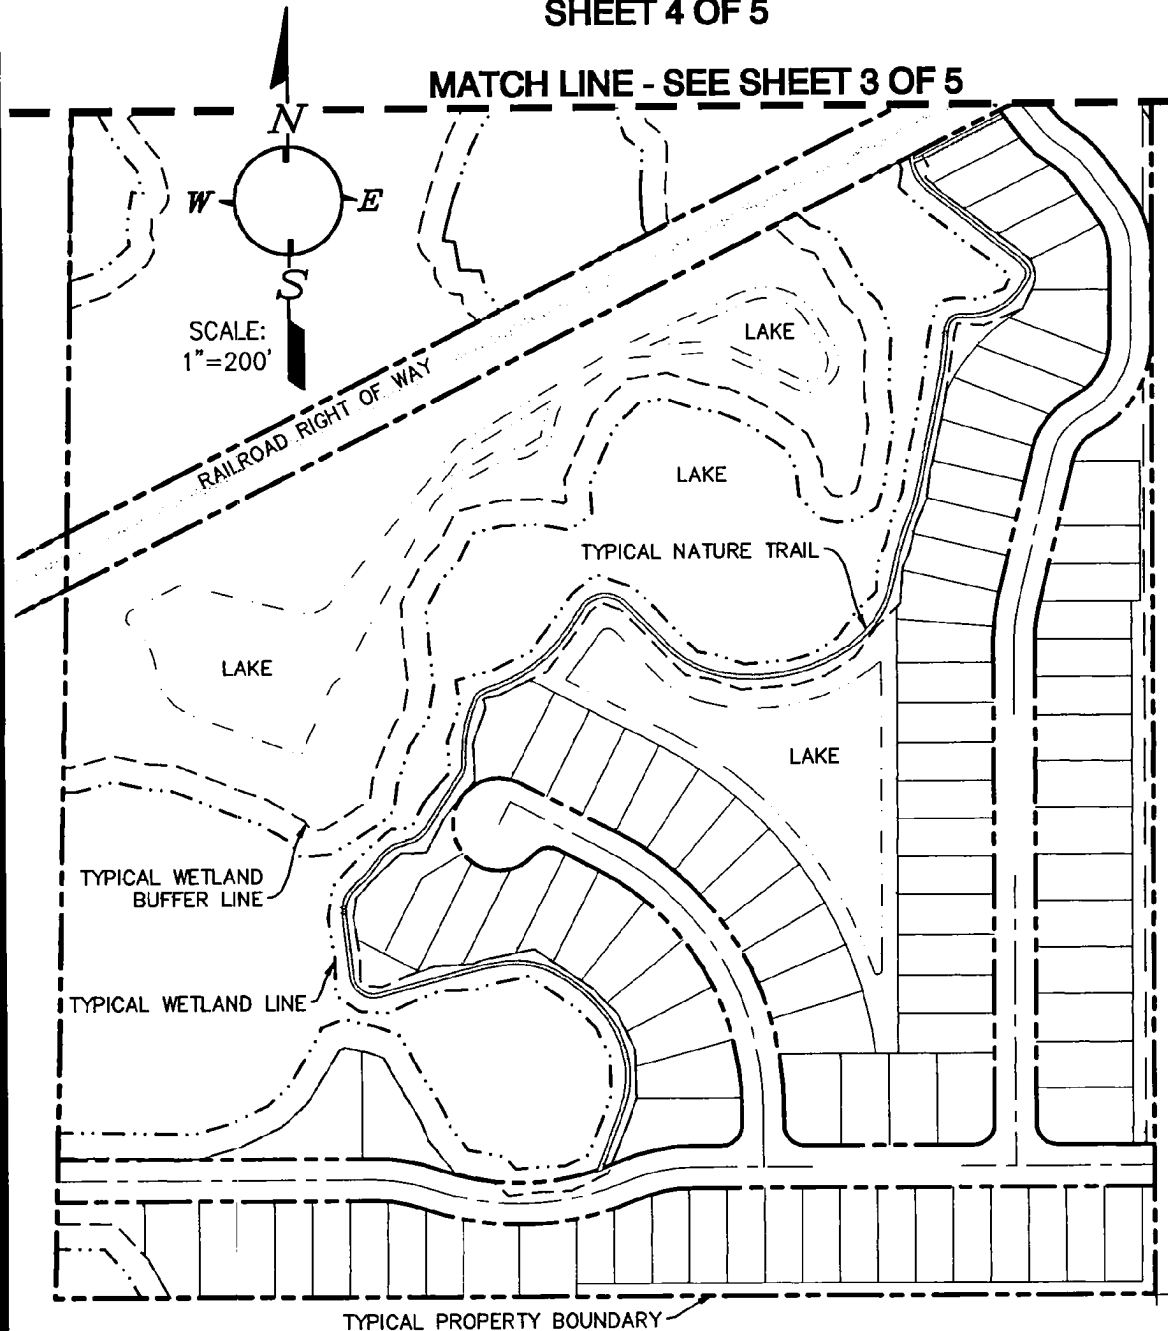 SHEET 4 OF 5
MATCH LINE - SEE SHEET 3 OF 5
N
W E
S
SCALE:
1"=200'
LAKE
RAILROAD RIGHT OF WAY
LAKE
TYPICAL NATURE TRAIL
LAKE
LAKE
TYPICAL WETLAND
BUFFER LINE
TYPICAL WETLAND LINE
TYPICAL PROPERTY BOUNDARY